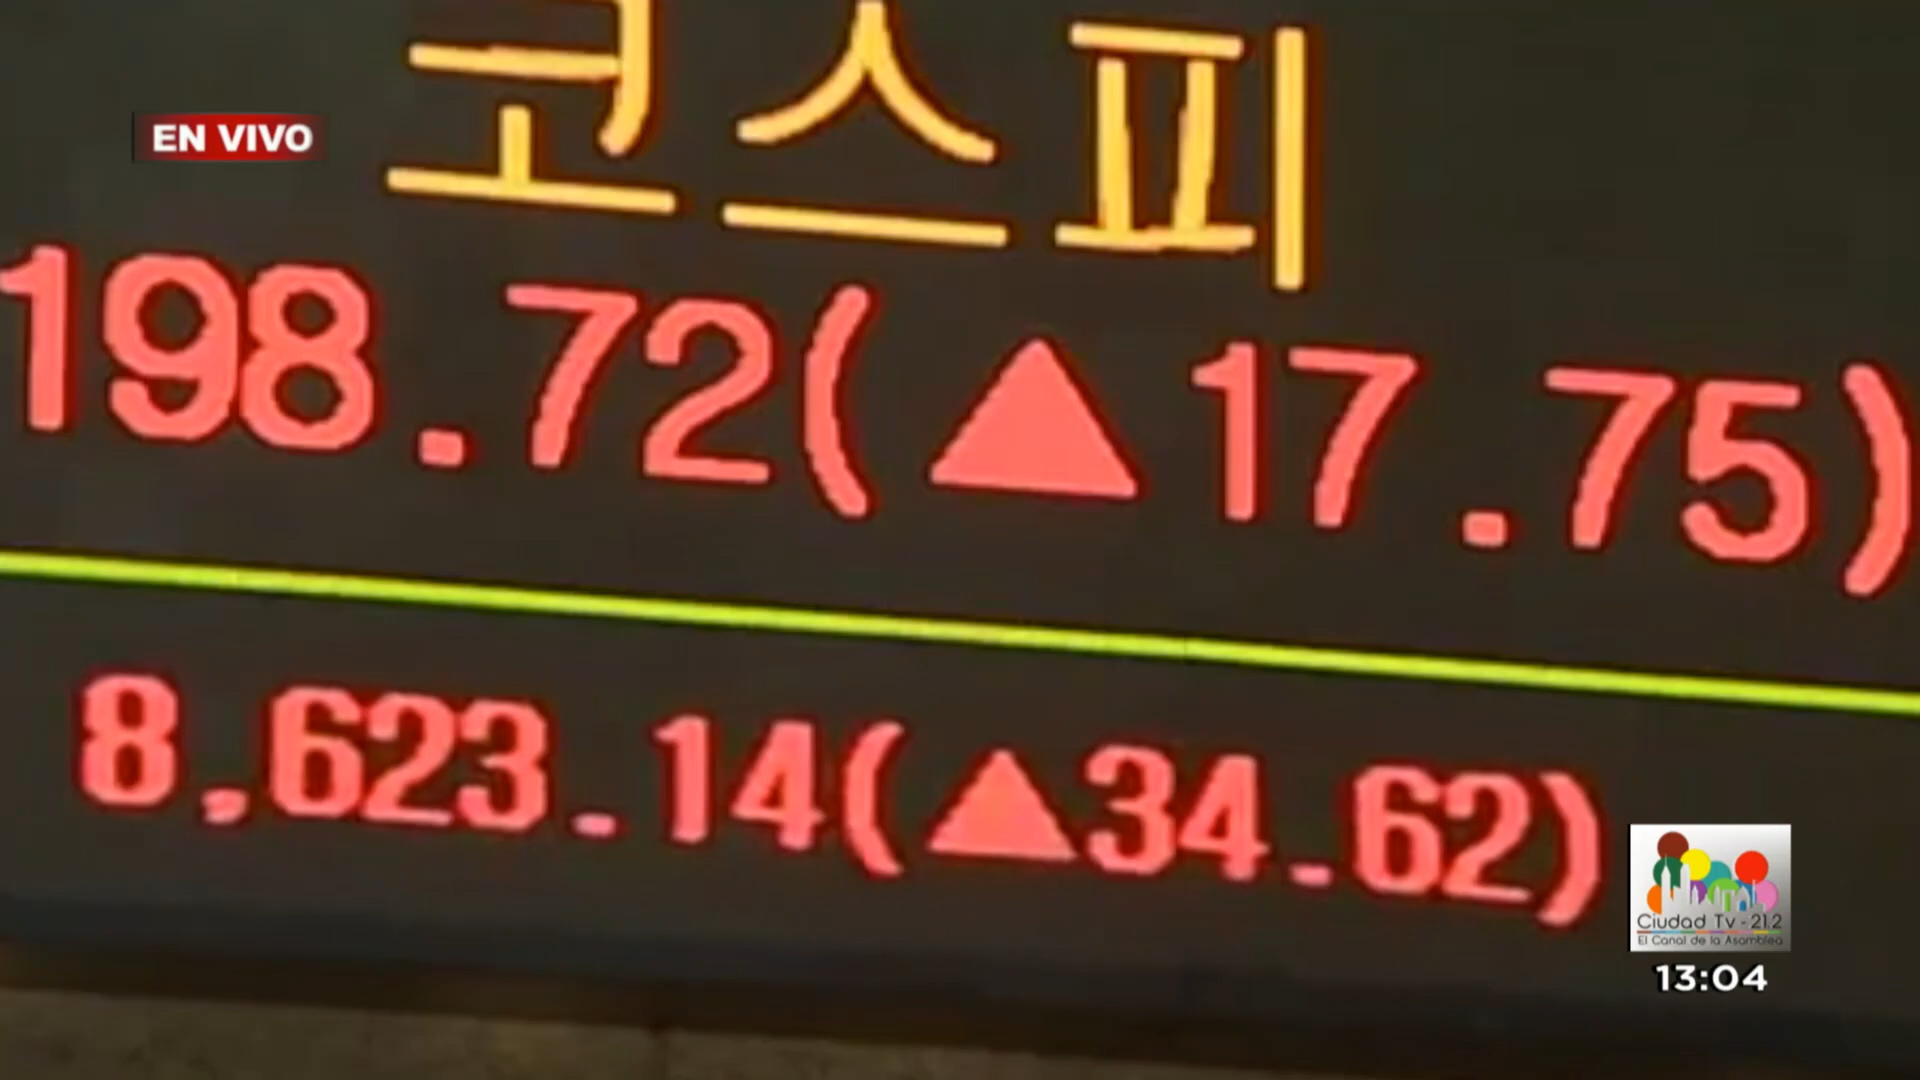 코스피
EN VIVO
198.72(▲17.75)
8,623.14(▲34.62)
Ciudad Tv - 21.2
El Canal de la Asamblea
13:04